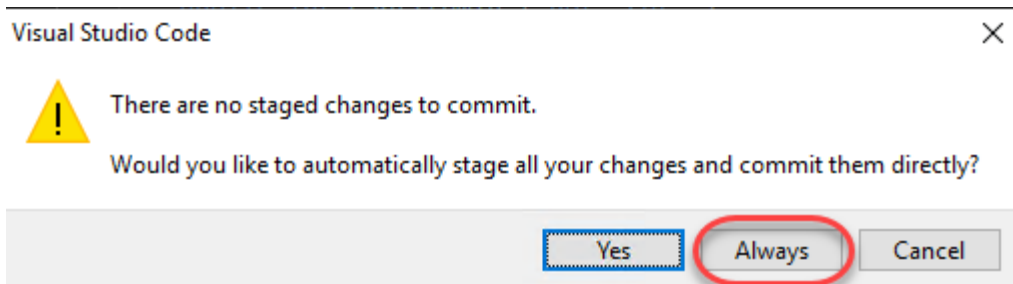 Visual Studio Code
There are no staged changes to commit.
Would you like to automatically stage all your changes and commit them directly?
Yes Always Cancel